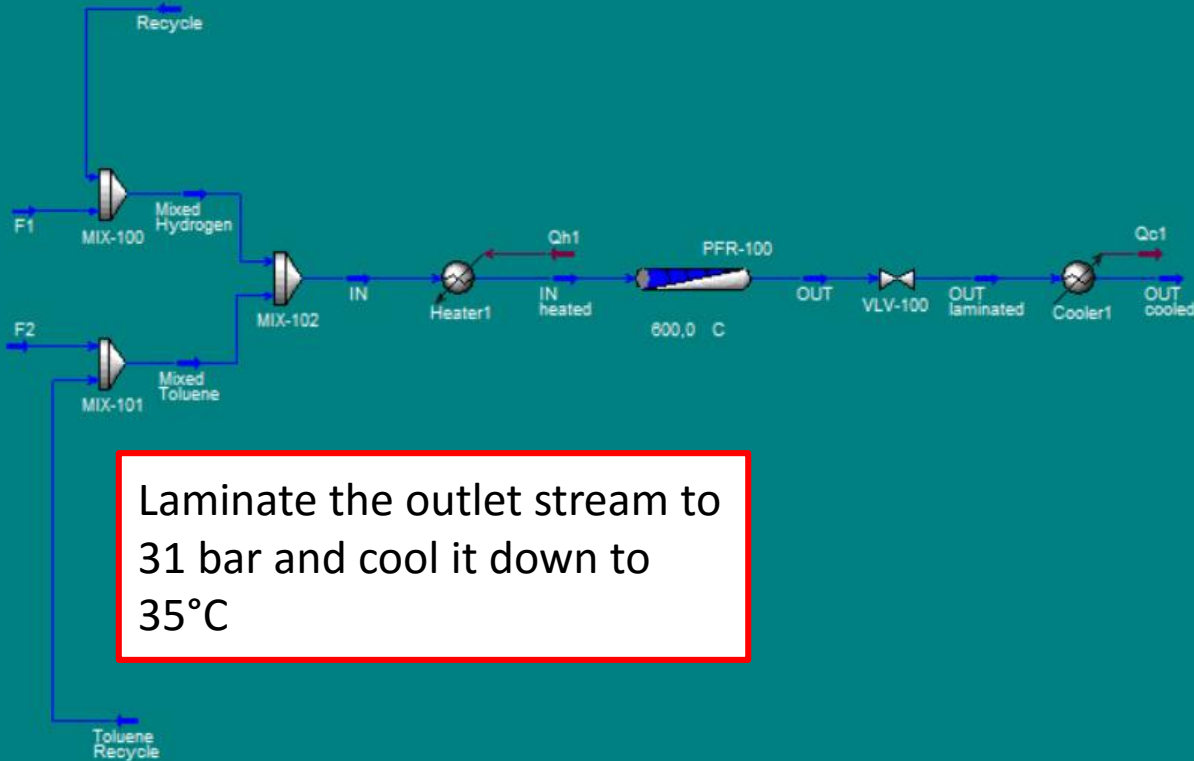 Recycle
F1
MIX-100
Mixed
Hydrogen
F2
MIX-101
Mixed
Toluene
MIX-102
IN
Heater1
Qh1
IN
heated
PFR-100
600,0 C
OUT
VLV-100
OUT
laminated
Cooler1
Qc1
OUT
cooled
Laminate the outlet stream to
31 bar and cool it down to
35°C
Toluene
Recycle